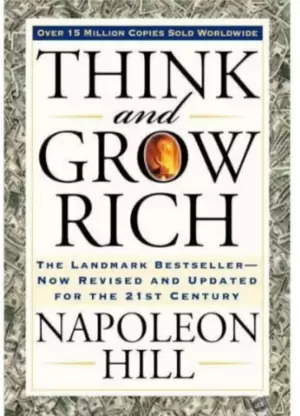 OVER 15 MILLION COPIES SOLD WORLDWIDE
THINK
and
GROW
RICH
THE LANDMARK BESTSELLER—
NOW REVISED AND UPDATED
FOR THE 21ST CENTURY
NAPOLEON
HILL